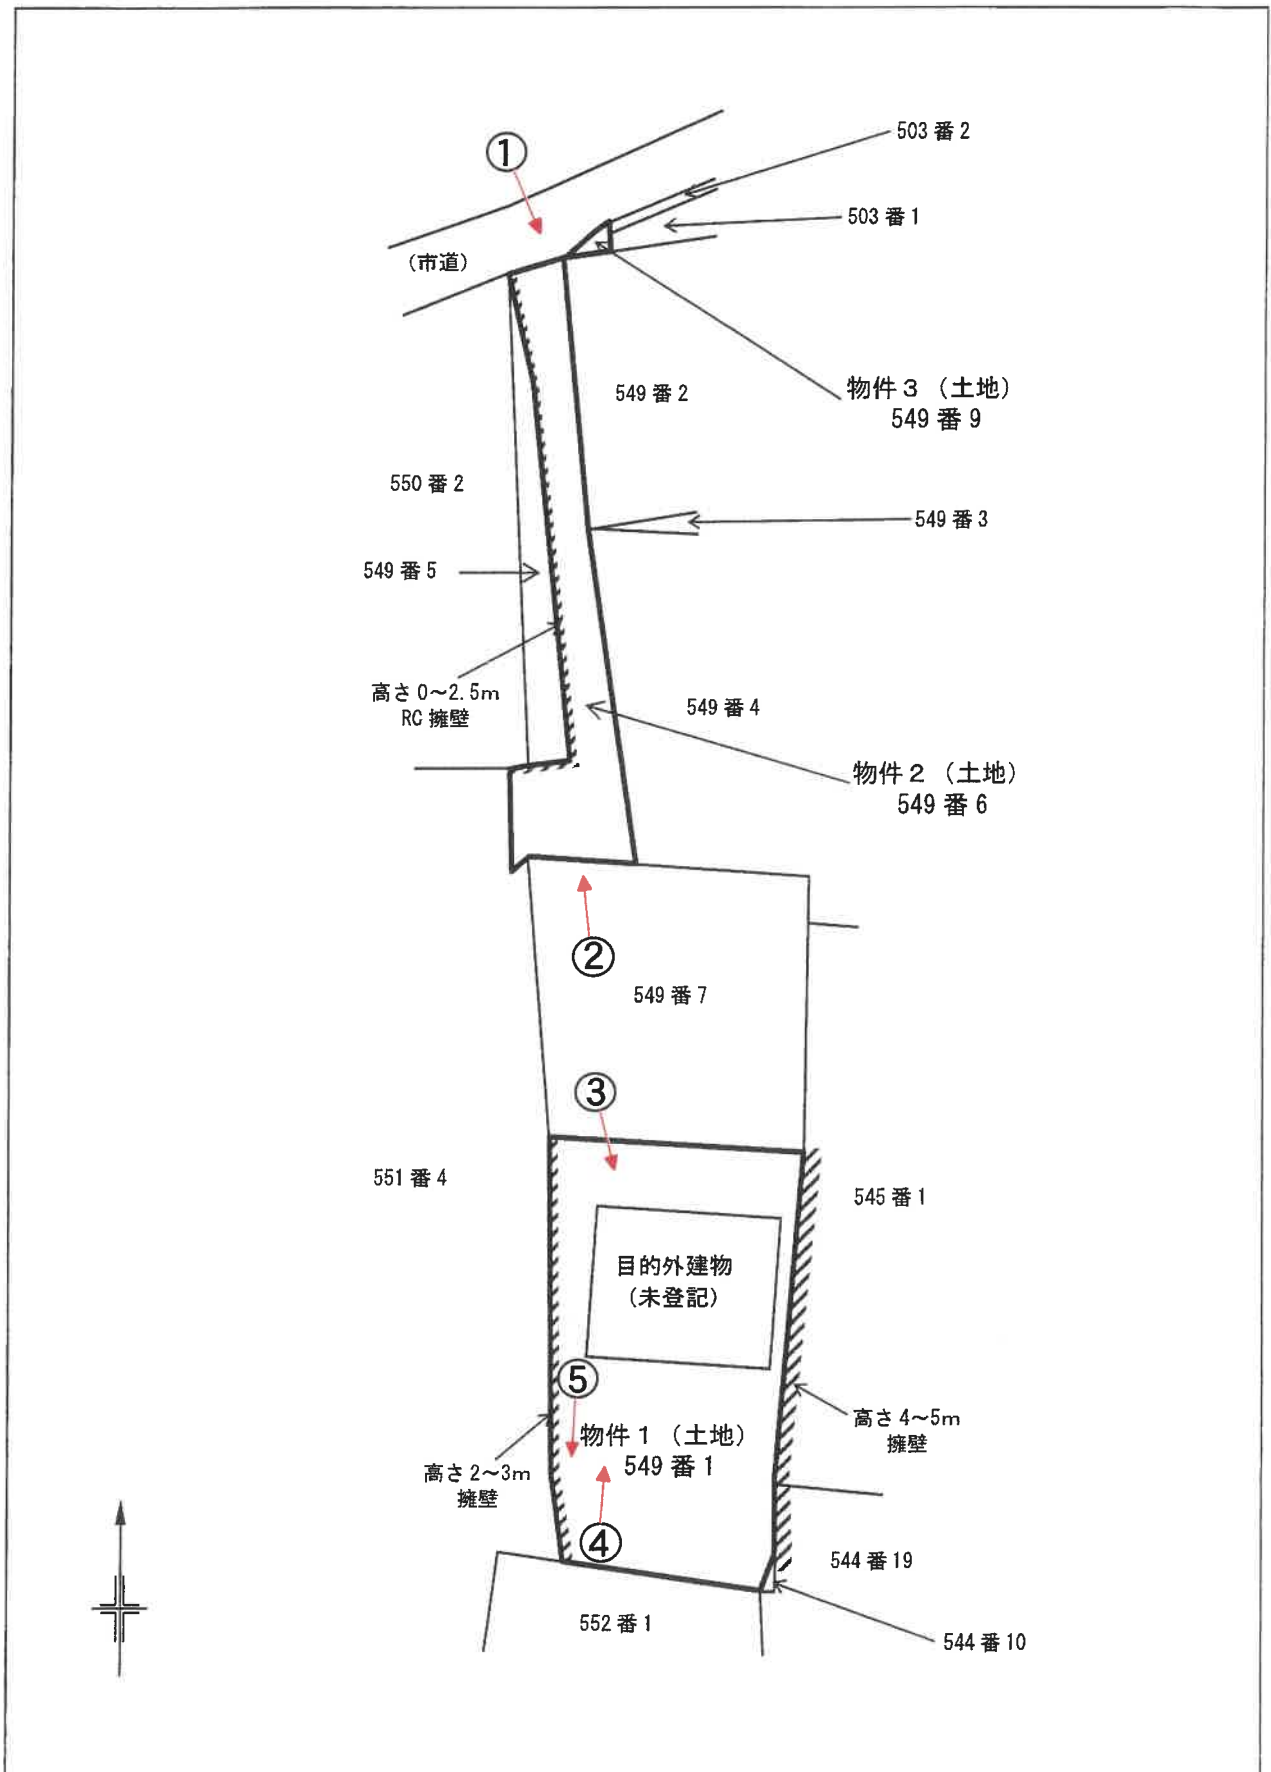 503番2
①
503番1
(市道)
549番2
物件3 (土地)
549番9
550番2
549番3
549番5
高さ0~2.5m
RC擁壁
549番4
物件2 (土地)
549番6
②
549番7
③
551番4
545番1
目的外建物
(未登記)
⑤
物件1 (土地)
549番1
高さ4~5m
擁壁
高さ2~3m
擁壁
④
544番19
552番1
544番10